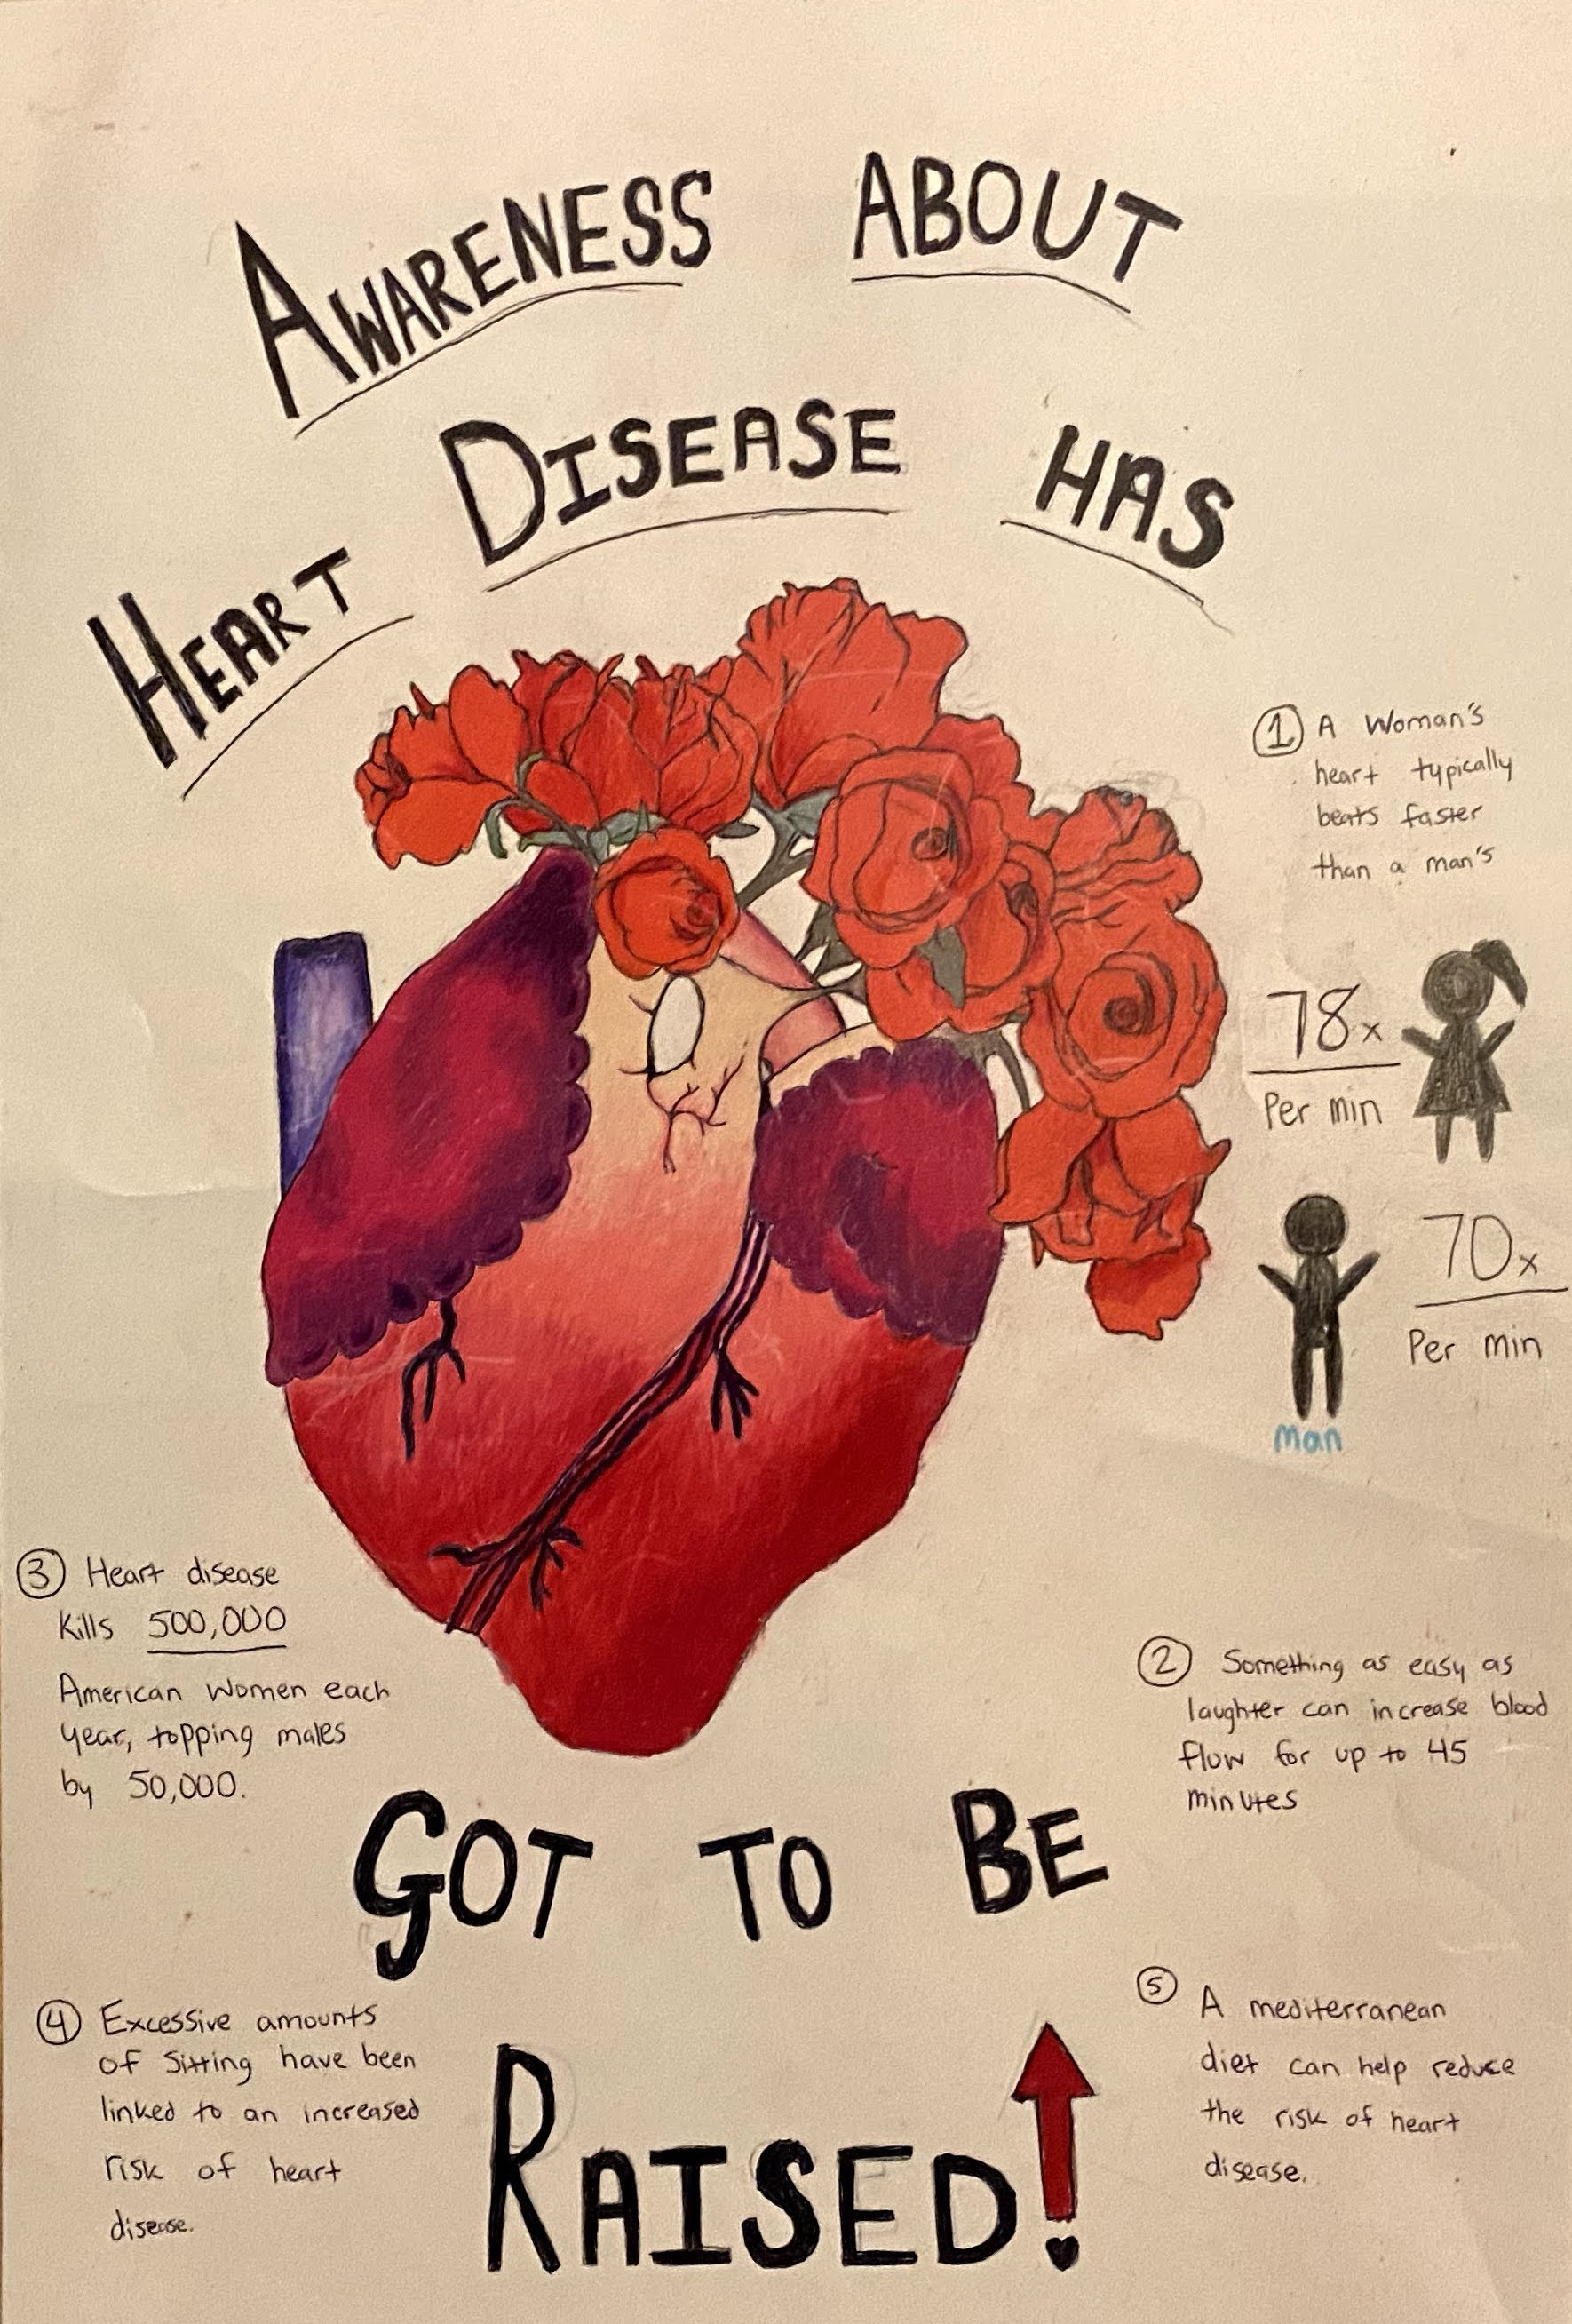 AWARENESS ABOUT
HEART DISEASE HAS
① A Woman's
heart typically
beats faster
than a man's
78x
Per min
70x
Per min
Man
③ Heart disease
Kills 500,000
American Women each
year, topping males
by 50,000.
② Something as easy as
laughter can increase blood
flow for up to 45
minutes
GOT TO BE
④ Excessive amounts
of Sitting have been
linked to an increased
risk of heart
disease.
⑤ A mediterranean
diet can help reduce
the risk of heart
disease.
RAISED!